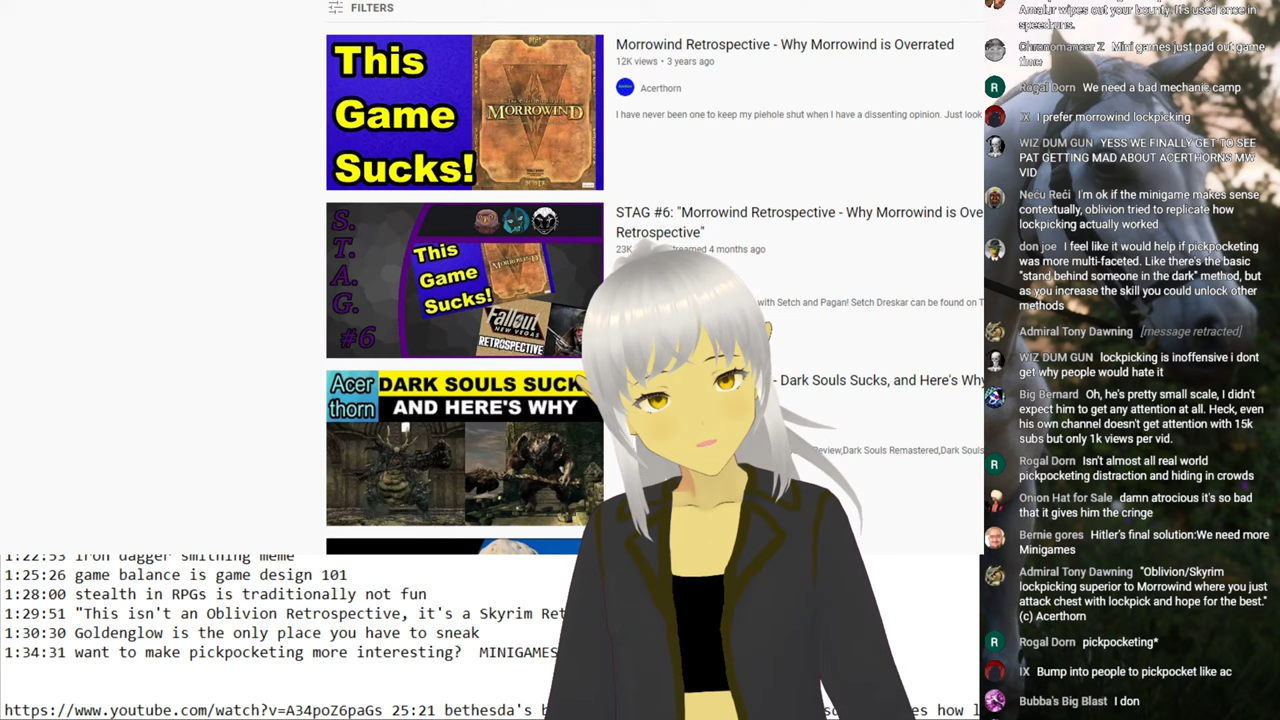 FILTERS
This
Game
Sucks!
MORROWIND
Morrowind Retrospective - Why Morrowind is Overrated
12K views • 3 years ago
Acerthorn
I have never been one to keep my piehole shut when I have a dissenting opinion. Just look
S.
T.
A.
G.
#6
This
Game
Sucks!
MORROWIND
Fallout
NEW VEGAS
RETROSPECTIVE
STAG #6: "Morrowind Retrospective - Why Morrowind is Ove
Retrospective"
23K
reamed 4 months ago
with Setch and Pagan! Setch Dreskar can be found on T
Acer
thorn
DARK SOULS SUCK
AND HERE'S WHY
- Dark Souls Sucks, and Here's Why
Review,Dark Souls Remastered,Dark Souls
1:22:53 iron dagger smithing meme
1:25:26 game balance is game design 101
1:28:00 stealth in RPGs is traditionally not fun
1:29:51 "This isn't an Oblivion Retrospective, it's a Skyrim Ret
1:30:30 Goldenglow is the only place you have to sneak
1:34:31 want to make pickpocketing more interesting? MINIGAMES
https://www.youtube.com/watch?v=A34poZ6paGs 25:21 bethesda's b
es how l
Amalur wipes out your bounty. It's used once in
speedruns.
Chronomancer Z Mini games just pad out game
time
Rogal Dorn We need a bad mechanic camp
IX I prefer morrowind lockpicking
WIZ DUM GUN YESS WE FINALLY GET TO SEE
PAT GETTING MAD ABOUT ACERTHORNS MW
VID
Neću Reći I'm ok if the minigame makes sense
contextually, oblivion tried to replicate how
lockpicking actually worked
don joe I feel like it would help if pickpocketing
was more multi-faceted. Like there's the basic
"stand behind someone in the dark" method, but
as you increase the skill you could unlock other
methods
Admiral Tony Dawning [message retracted]
WIZ DUM GUN lockpicking is inoffensive i dont
get why people would hate it
Big Bernard Oh, he's pretty small scale, I didn't
expect him to get any attention at all. Heck, even
his own channel doesn't get attention with 15k
subs but only 1k views per vid.
Rogal Dorn Isn't almost all real world
pickpocketing distraction and hiding in crowds
Onion Hat for Sale damn atrocious it's so bad
that it gives him the cringe
Bernie gores Hitler's final solution:We need more
Minigames
Admiral Tony Dawning "Oblivion/Skyrim
lockpicking superior to Morrowind where you just
attack chest with lockpick and hope for the best."
(c) Acerthorn
Rogal Dorn pickpocketing*
IX Bump into people to pickpocket like ac
Bubba's Big Blast I don